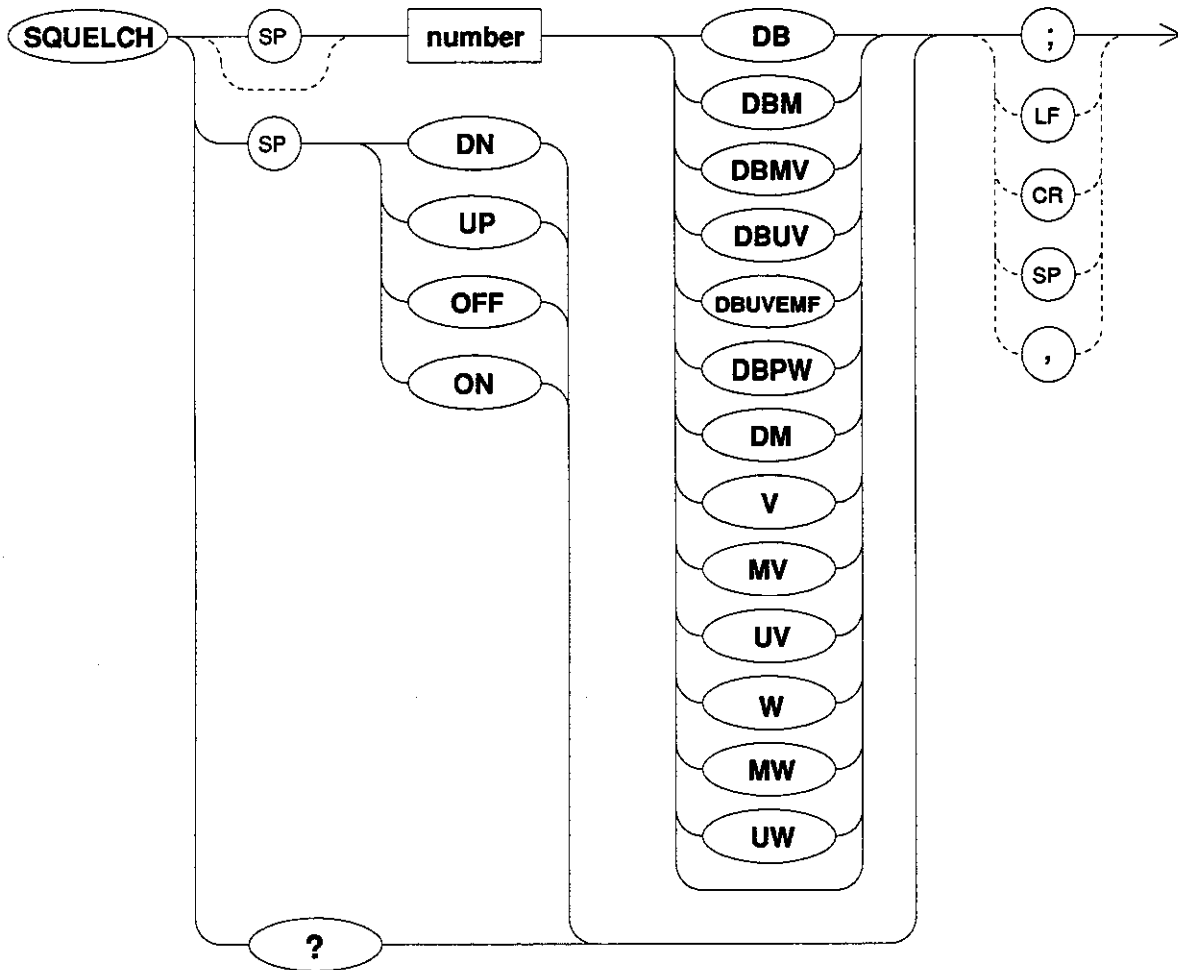 SQUELCH SP number DB ;
DBM LF
SP DN DBMV CR
UP DBUV SP
OFF DBUVEMF ,
ON DBPW
DM
V
MV
UV
W
MW
UW
?